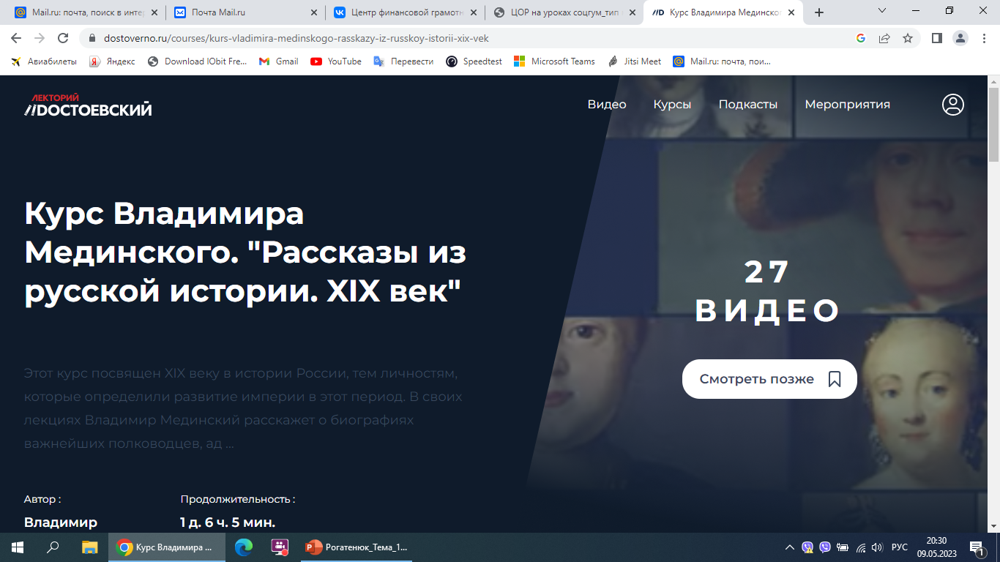 Mail.ru: почта, поиск в интер
Почта Mail.ru
Центр финансовой грамотн
ЦОР на уроках соцгум_тип
Курс Владимира Мединског
dostoverno.ru/courses/kurs-vladimira-medinskogo-rasskazy-iz-russkoy-istorii-xix-vek
Авиабилеты
Яндекс
Download IObit Fre...
Gmail
YouTube
Перевести
Speedtest
Microsoft Teams
Jitsi Meet
Mail.ru: почта, пои...
ЛЕКТОРИЙ
ДОСТОЕВСКИЙ
Видео
Курсы
Подкасты
Мероприятия
Курс Владимира
Мединского. "Рассказы из
русской истории. XIX век"
27
ВИДЕО
Смотреть позже
Этот курс посвящен XIX веку в истории России, тем личностям,
которые определили развитие империи в этот период. В своих
лекциях Владимир Мединский расскажет о биографиях
важнейших полководцев, ад ...
Автор :
Продолжительность :
Владимир
1 д. 6 ч. 5 мин.
Курс Владимира ...
Рогатенюк_Тема_1...
РУС
20:30
09.05.2023
1